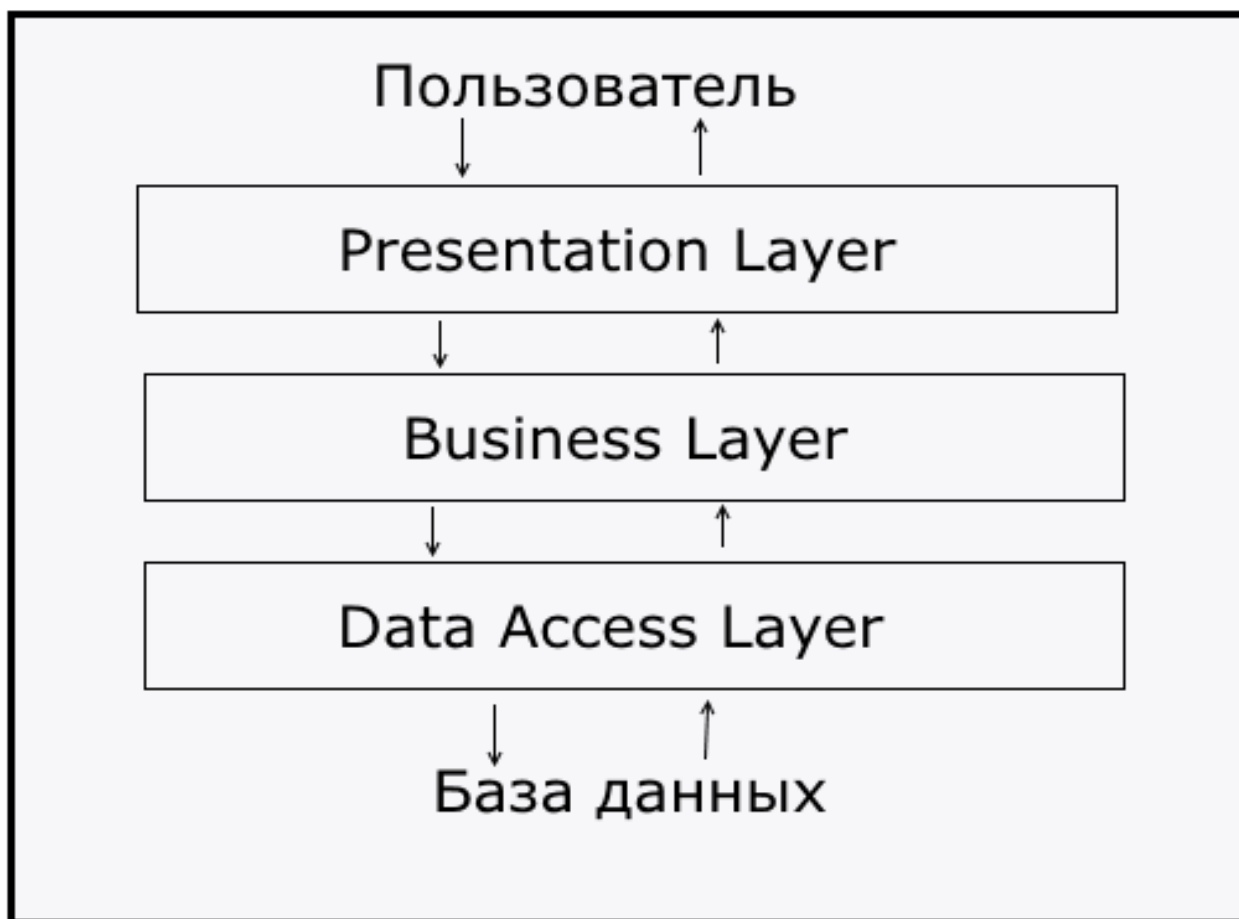 Пользователь
Presentation Layer
Business Layer
Data Access Layer
База данных